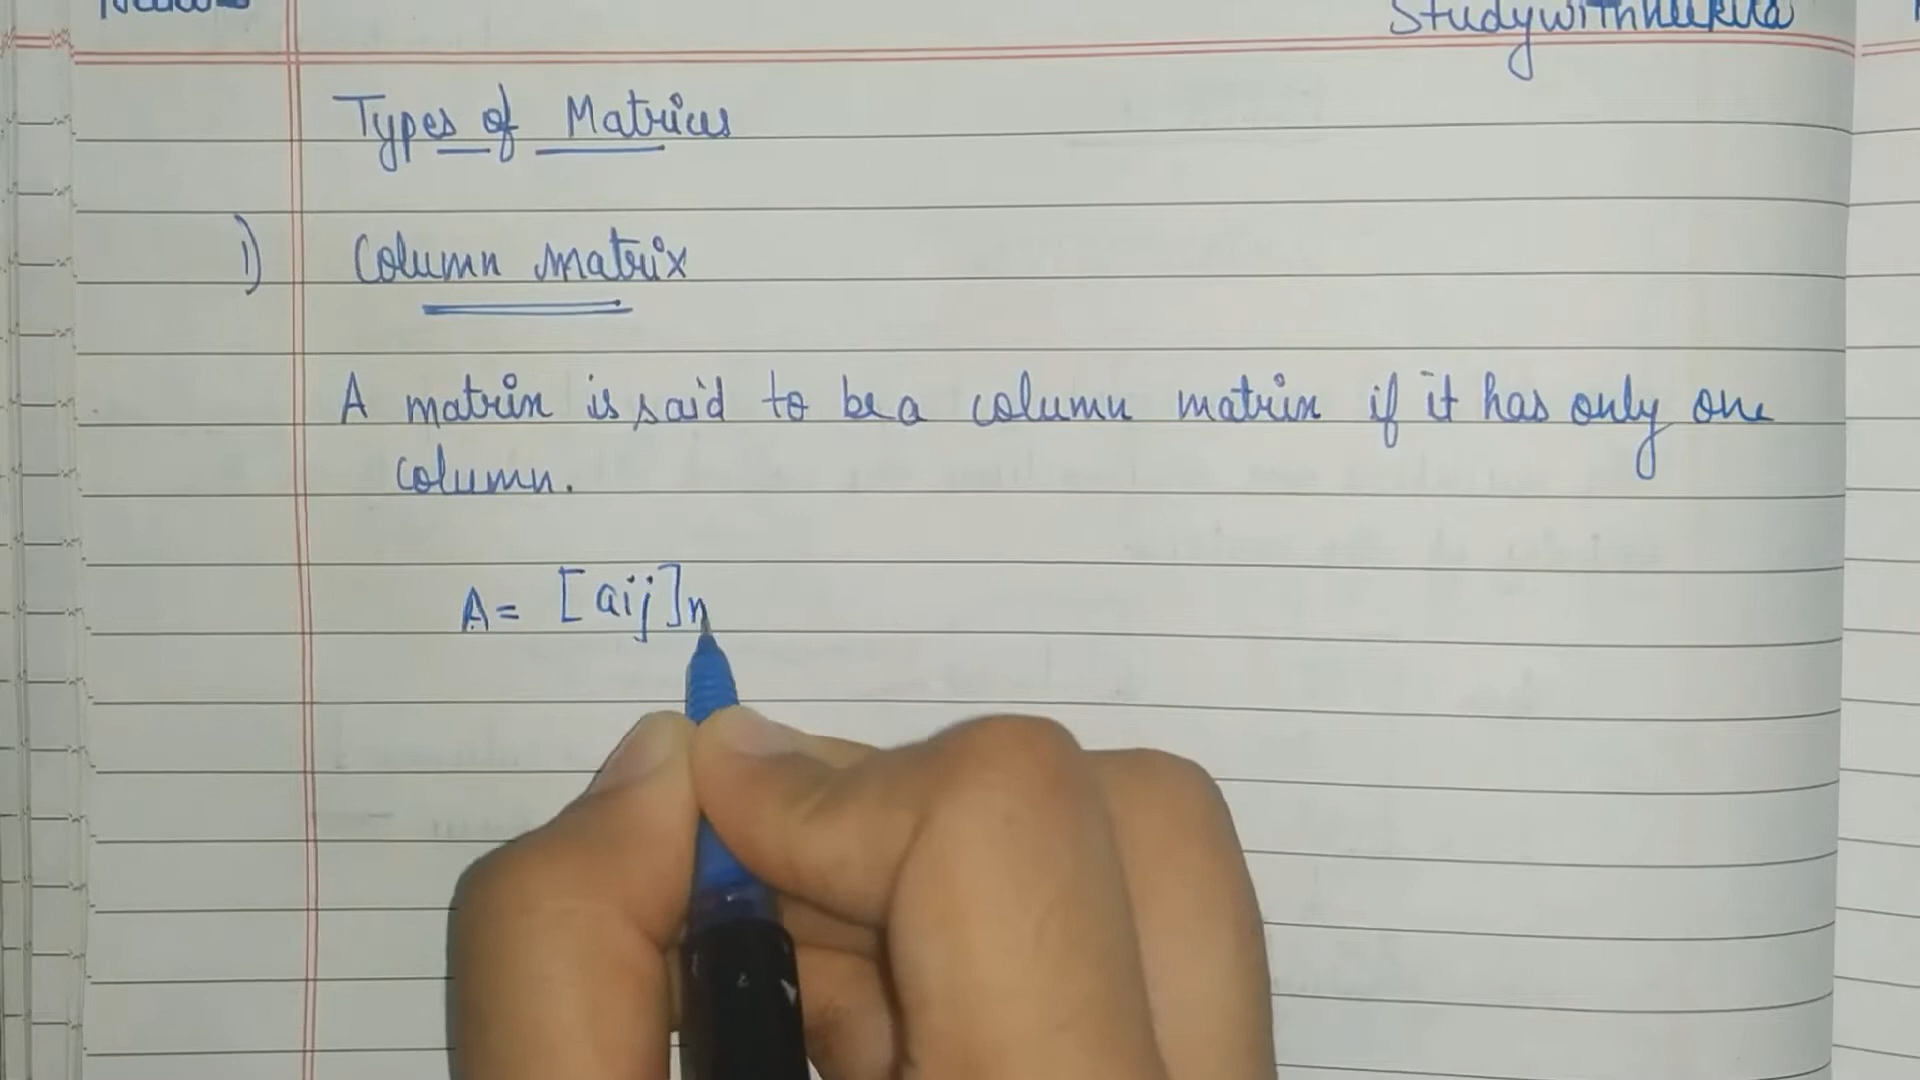 Types of Matrices
1) Column matrix
A matrix is said to be a column matrix if it has only one
column.
A = [aij]n